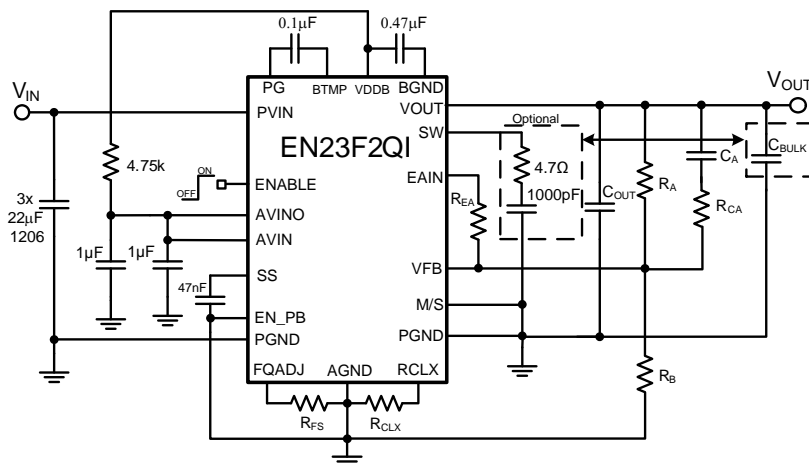 0.1µF
0.47µF
VIN
PG
BTMP
VDDB
BGND
VOUT
PVIN
VOUT
SW
Optional
EN23F2QI
CBULK
4.7Ω
CA
4.75k
ON
OFF
ENABLE
EAIN
1000pF
COUT
RA
3x
22µF
1206
REA
RCA
AVINO
AVIN
1µF
1µF
SS
VFB
47nF
EN_PB
M/S
PGND
PGND
FQADJ
AGND
RCLX
RB
RFS
RCLX